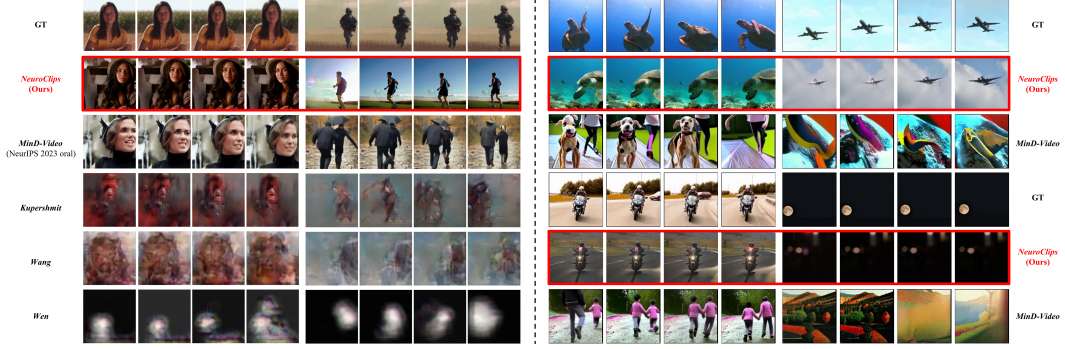 GT
NeuroClips
(Ours)
MinD-Video
(NeurIPS 2023 oral)
Kupershmit
Wang
Wen
GT
NeuroClips
(Ours)
MinD-Video
GT
NeuroClips
(Ours)
MinD-Video